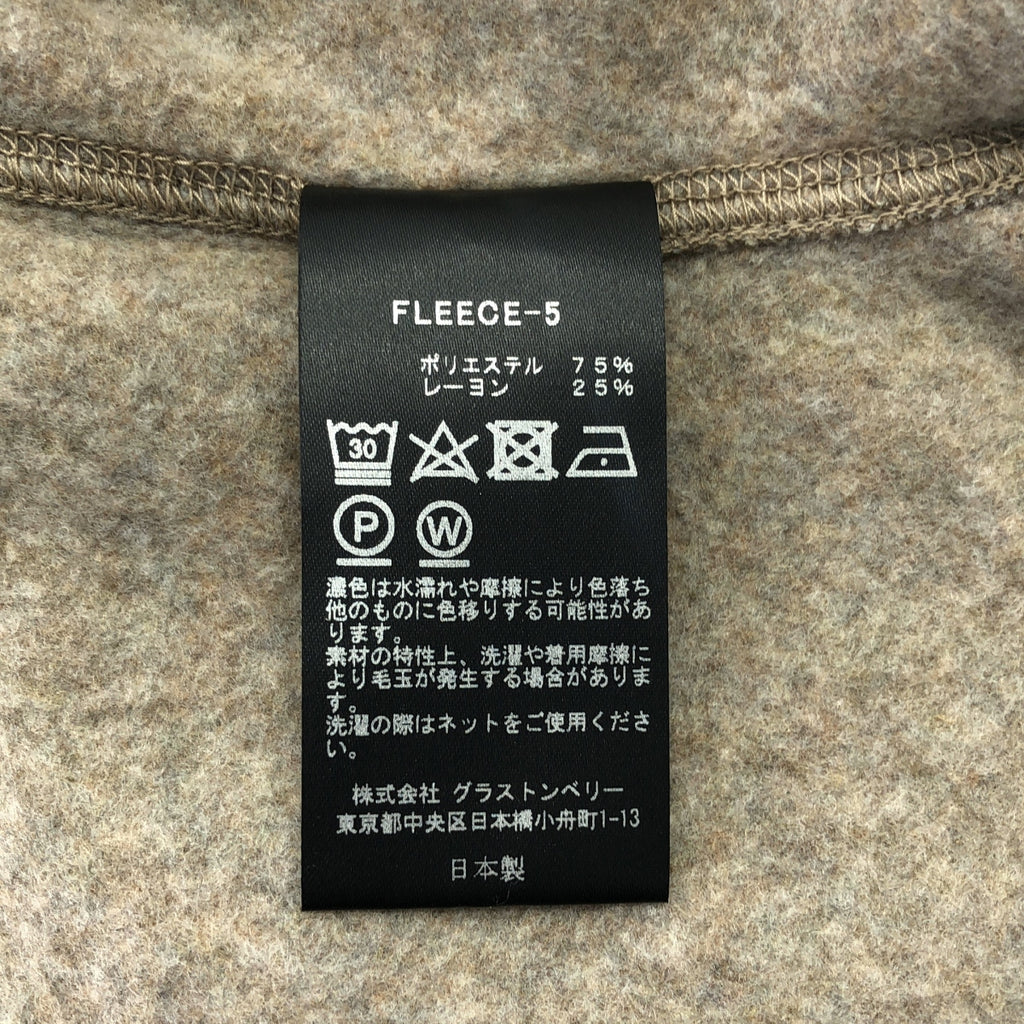 FLEECE-5
ポリエステル 75%
レーヨン 25%
30
P W
濃色は水濡れや摩擦により色落ち
他のものに色移りする可能性があ
ります。
素材の特性上、洗濯や着用摩擦に
より毛玉が発生する場合がありま
す。
洗濯の際はネットをご使用くださ
い。
株式会社 グラストンベリー
東京都中央区日本橋小舟町1-13
日本製